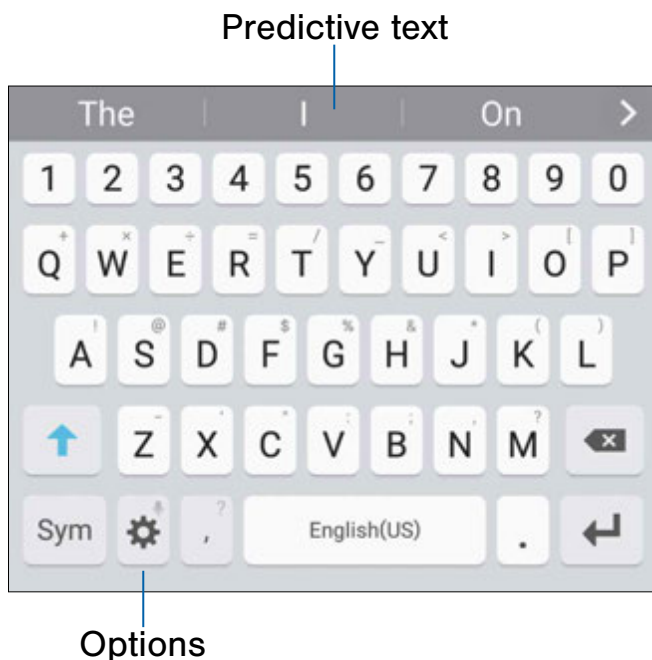 Predictive text
The I On >
1 2 3 4 5 6 7 8 9 0
+ × ÷ = / _ < > [ ]
Q W E R T Y U I O P
! @ # $ % & * ( )
A S D F G H J K L
- ' " : ; , ?
Z X C V B N M
?
Sym , English(US) .
Options